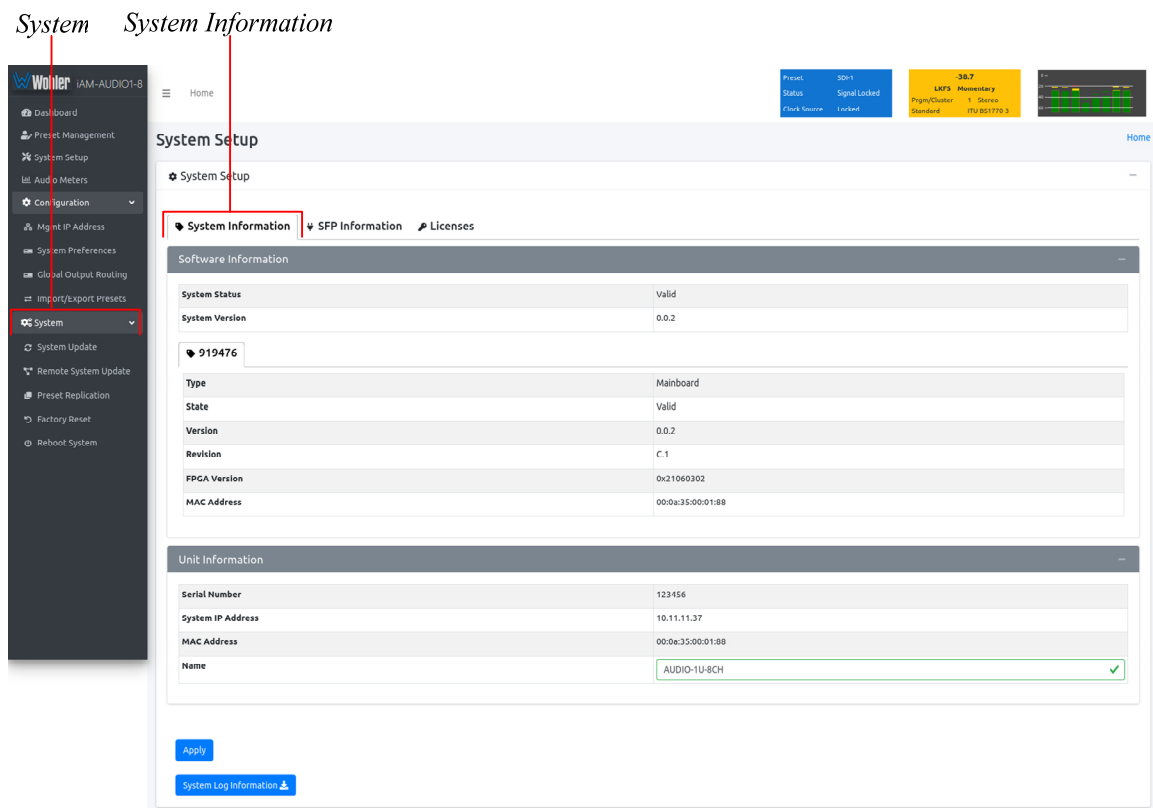 System System Information
Wohler iAM-AUDIO1-8
Dashboard
Preset Management
System Setup
Audio Meters
Configuration
Mgmt IP Address
System Preferences
Global Output Routing
Import/Export Presets
System
System Update
Remote System Update
Preset Replication
Factory Reset
Reboot System
Home
Preset SDI-1
Status Signal Locked
Clock Source Locked
-38.7
LKFS Momentary
Prgm/Cluster 1 Stereo
Standard ITU BS1770 3
System Setup
Home
System Setup
System Information SFP Information Licenses
Software Information
System Status Valid
System Version 0.0.2
919476
Type Mainboard
State Valid
Version 0.0.2
Revision C.1
FPGA Version 0x21060302
MAC Address 00:0a:35:00:01:88
Unit Information
Serial Number 123456
System IP Address 10.11.11.37
MAC Address 00:0a:35:00:01:88
Name AUDIO-1U-8CH
Apply
System Log Information